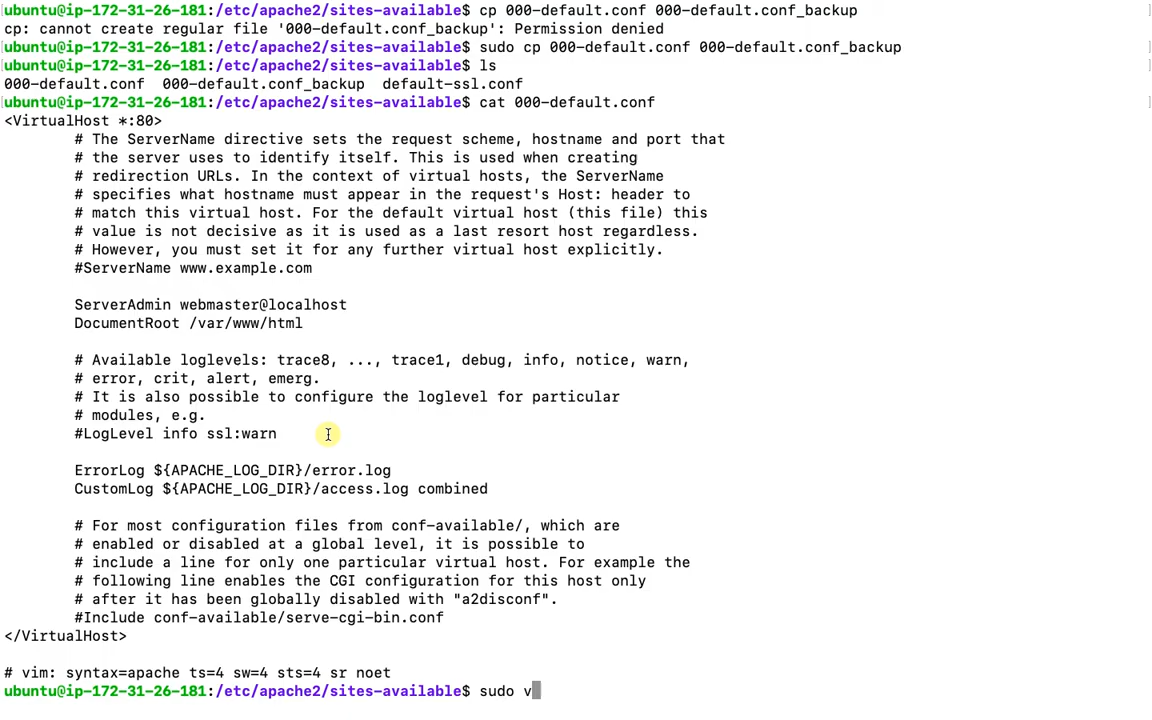 ubuntu@ip-172-31-26-181:/etc/apache2/sites-available$ cp 000-default.conf 000-default.conf_backup
cp: cannot create regular file '000-default.conf_backup': Permission denied
ubuntu@ip-172-31-26-181:/etc/apache2/sites-available$ sudo cp 000-default.conf 000-default.conf_backup
ubuntu@ip-172-31-26-181:/etc/apache2/sites-available$ ls
000-default.conf  000-default.conf_backup  default-ssl.conf
ubuntu@ip-172-31-26-181:/etc/apache2/sites-available$ cat 000-default.conf
<VirtualHost *:80>
        # The ServerName directive sets the request scheme, hostname and port that
        # the server uses to identify itself. This is used when creating
        # redirection URLs. In the context of virtual hosts, the ServerName
        # specifies what hostname must appear in the request's Host: header to
        # match this virtual host. For the default virtual host (this file) this
        # value is not decisive as it is used as a last resort host regardless.
        # However, you must set it for any further virtual host explicitly.
        #ServerName www.example.com

        ServerAdmin webmaster@localhost
        DocumentRoot /var/www/html

        # Available loglevels: trace8, ..., trace1, debug, info, notice, warn,
        # error, crit, alert, emerg.
        # It is also possible to configure the loglevel for particular
        # modules, e.g.
        #LogLevel info ssl:warn

        ErrorLog ${APACHE_LOG_DIR}/error.log
        CustomLog ${APACHE_LOG_DIR}/access.log combined

        # For most configuration files from conf-available/, which are
        # enabled or disabled at a global level, it is possible to
        # include a line for only one particular virtual host. For example the
        # following line enables the CGI configuration for this host only
        # after it has been globally disabled with "a2disconf".
        #Include conf-available/serve-cgi-bin.conf
</VirtualHost>

# vim: syntax=apache ts=4 sw=4 sts=4 sr noet
ubuntu@ip-172-31-26-181:/etc/apache2/sites-available$ sudo v